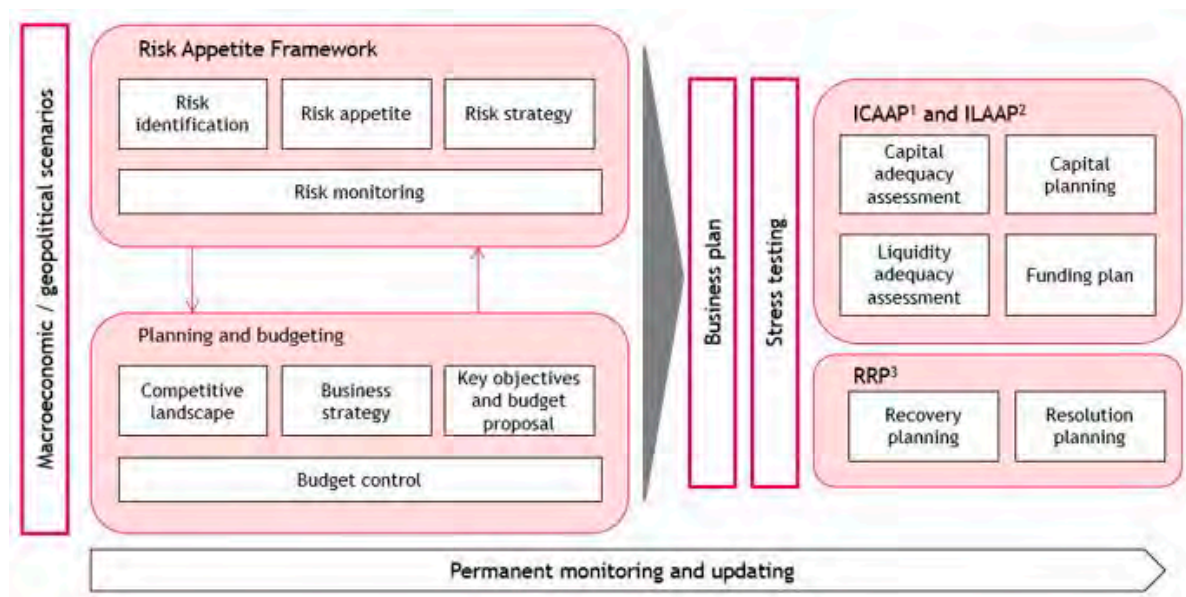 Macroeconomic / geopolitical scenarios
Risk Appetite Framework
Risk
identification
Risk appetite
Risk strategy
Risk monitoring
Planning and budgeting
Competitive
landscape
Business
strategy
Key objectives
and budget
proposal
Budget control
Business plan
Stress testing
ICAAP¹ and ILAAP²
Capital
adequacy
assessment
Capital
planning
Liquidity
adequacy
assessment
Funding plan
RRP³
Recovery
planning
Resolution
planning
Permanent monitoring and updating